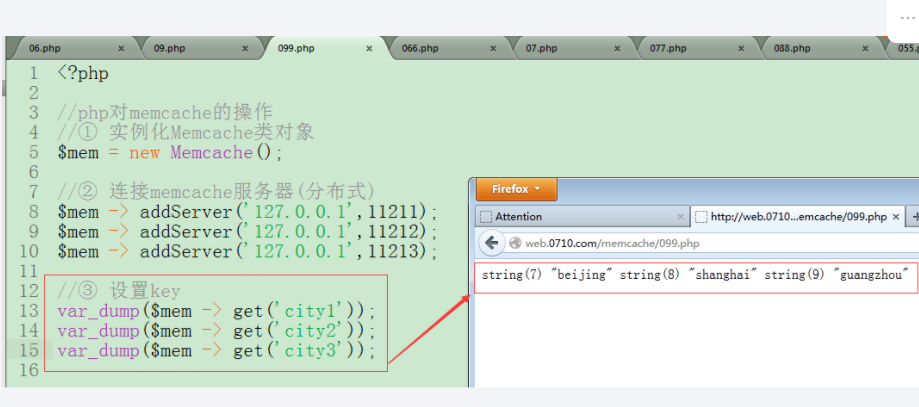 ...
06.php × 09.php × 099.php × 066.php × 07.php × 077.php × 088.php × 055.p
1 <?php
2
3 //php对memcache的操作
4 //① 实例化Memcache类对象
5 $mem = new Memcache();
6
7 //② 连接memcache服务器(分布式)
8 $mem -> addServer('127.0.0.1',11211);
9 $mem -> addServer('127.0.0.1',11212);
10 $mem -> addServer('127.0.0.1',11213);
11
12 //③ 设置key
13 var_dump($mem -> get('city1'));
14 var_dump($mem -> get('city2'));
15 var_dump($mem -> get('city3'));
16
Firefox
Attention × http://web.0710...emcache/099.php × +
web.0710.com/memcache/099.php
string(7) "beijing" string(8) "shanghai" string(9) "guangzhou"